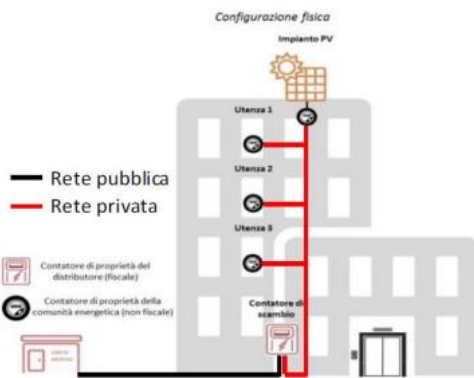 Configurazione fisica
Impianto PV
Utenza 1
Utenza 2
Rete pubblica
Rete privata
Utenza 3
Contatore di proprietà del
distributore (fiscale)
Contatore di proprietà della
comunità energetica (non fiscale)
Contatore di
scambio